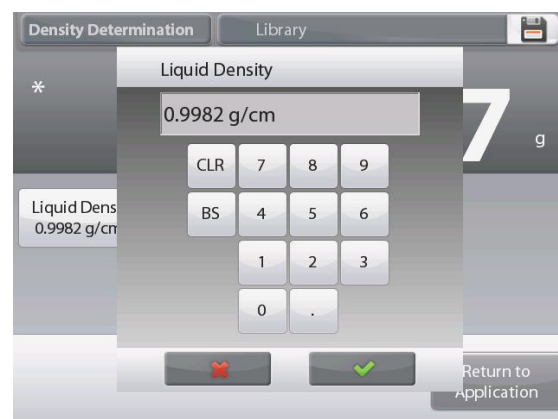 Density Determination
Library
*
Liquid Density
0.9982 g/cm
7
g
CLR
7
8
9
Liquid Dens
0.9982 g/cm
BS
4
5
6
1
2
3
0
.
Return to
Application